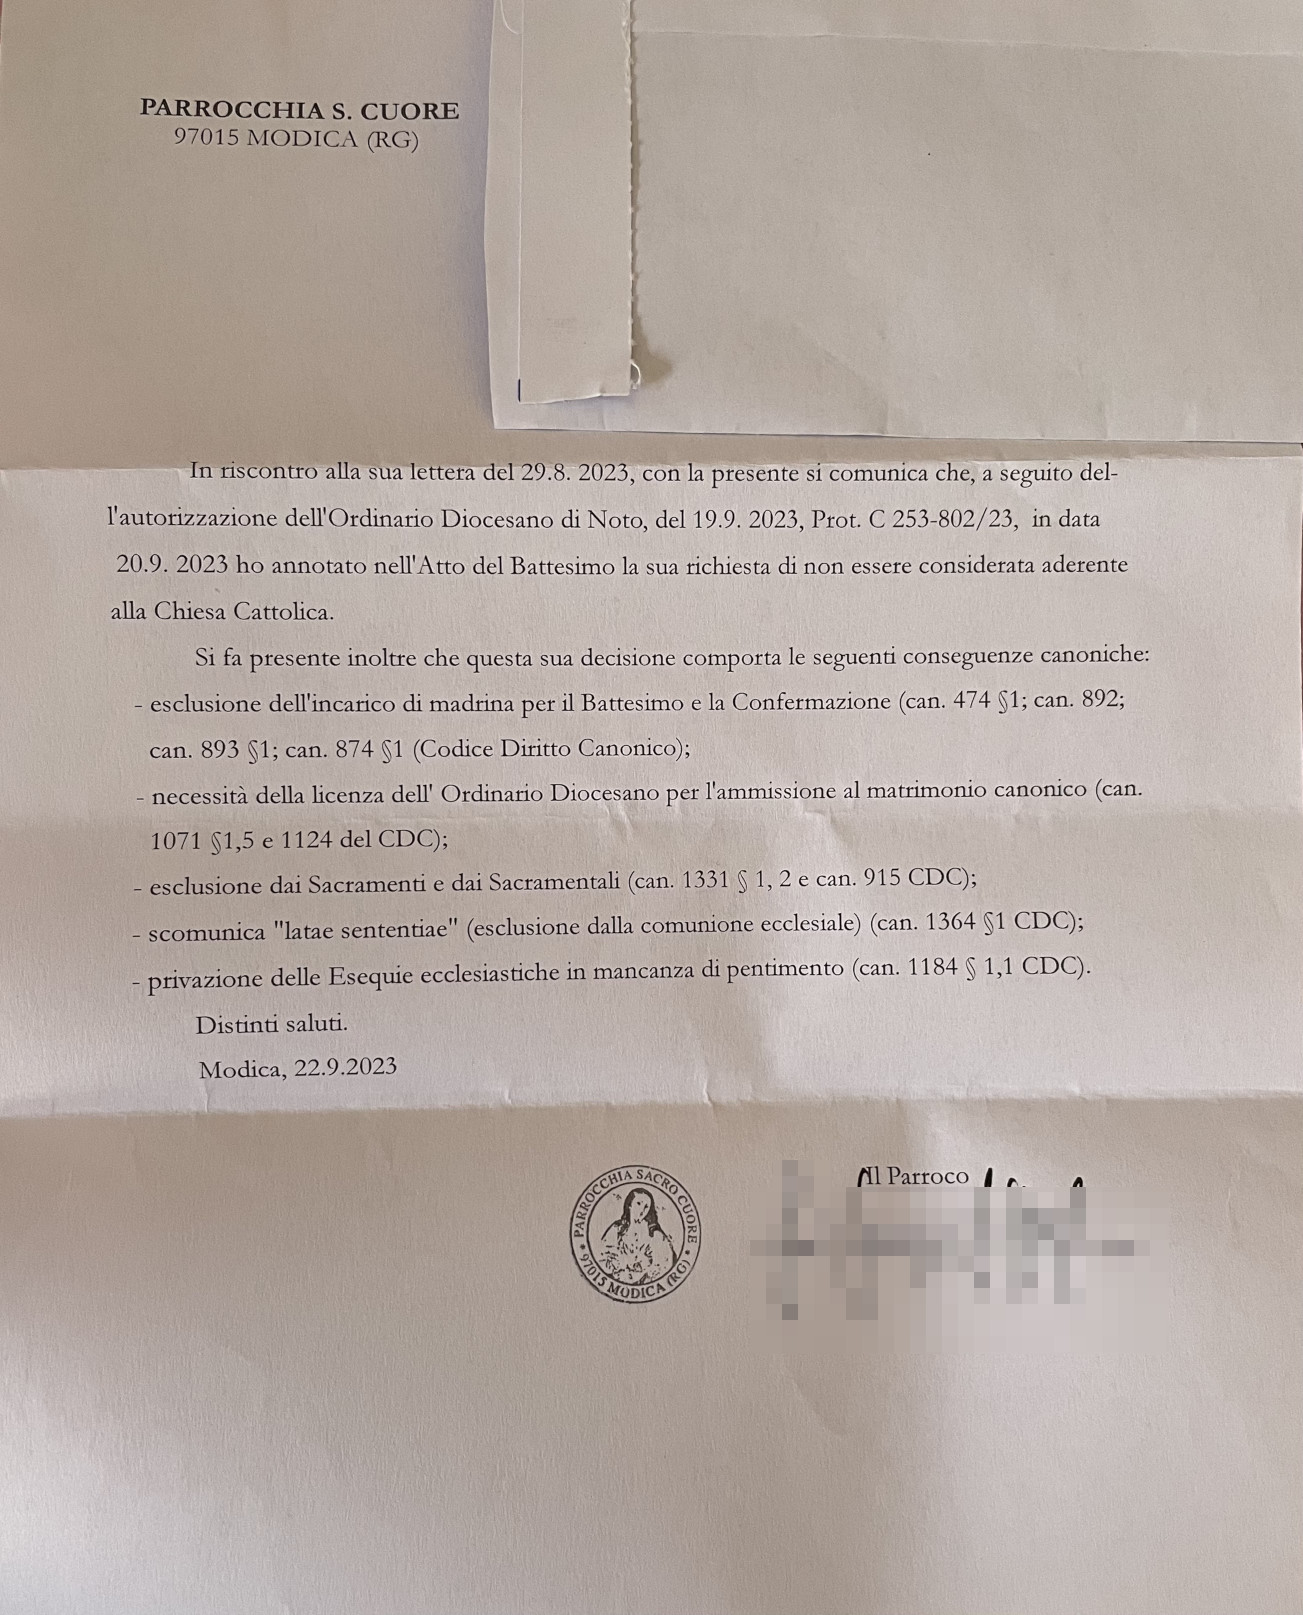 PARROCCHIA S. CUORE
97015 MODICA (RG)
In riscontro alla sua lettera del 29.8. 2023, con la presente si comunica che, a seguito del-
l'autorizzazione dell'Ordinario Diocesano di Noto, del 19.9. 2023, Prot. C 253-802/23, in data
20.9. 2023 ho annotato nell'Atto del Battesimo la sua richiesta di non essere considerata aderente
alla Chiesa Cattolica.
Si fa presente inoltre che questa sua decisione comporta le seguenti conseguenze canoniche:
- esclusione dell'incarico di madrina per il Battesimo e la Confermazione (can. 474 §1; can. 892;
can. 893 §1; can. 874 §1 (Codice Diritto Canonico);
- necessità della licenza dell' Ordinario Diocesano per l'ammissione al matrimonio canonico (can.
1071 §1,5 e 1124 del CDC);
- esclusione dai Sacramenti e dai Sacramentali (can. 1331 § 1, 2 e can. 915 CDC);
- scomunica "latae sententiae" (esclusione dalla comunione ecclesiale) (can. 1364 §1 CDC);
- privazione delle Esequie ecclesiastiche in mancanza di pentimento (can. 1184 § 1,1 CDC).
Distinti saluti.
Modica, 22.9.2023
Il Parroco
• PARROCCHIA SACRO CUORE •
97015 MODICA (RG)